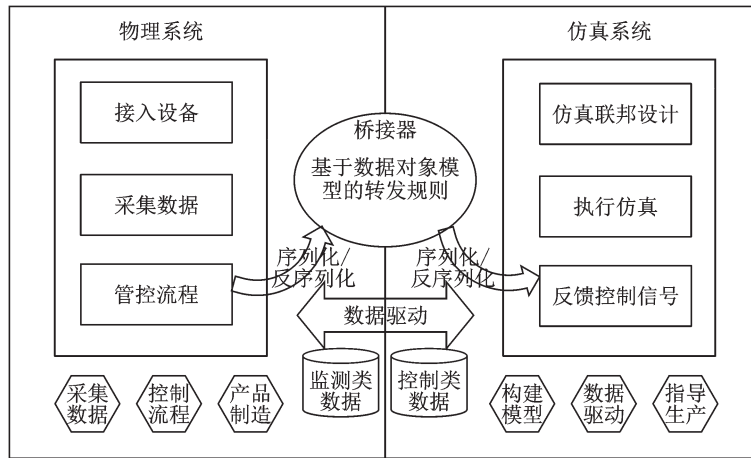 物理系统
仿真系统
接入设备
采集数据
管控流程
桥接器
基于数据对象模
型的转发规则
序列化/
反序列化
序列化/
反序列化
数据驱动
监测类
数据
控制类
数据
仿真联邦设计
执行仿真
反馈控制信号
采集
数据
控制
流程
产品
制造
构建
模型
数据
驱动
指导
生产